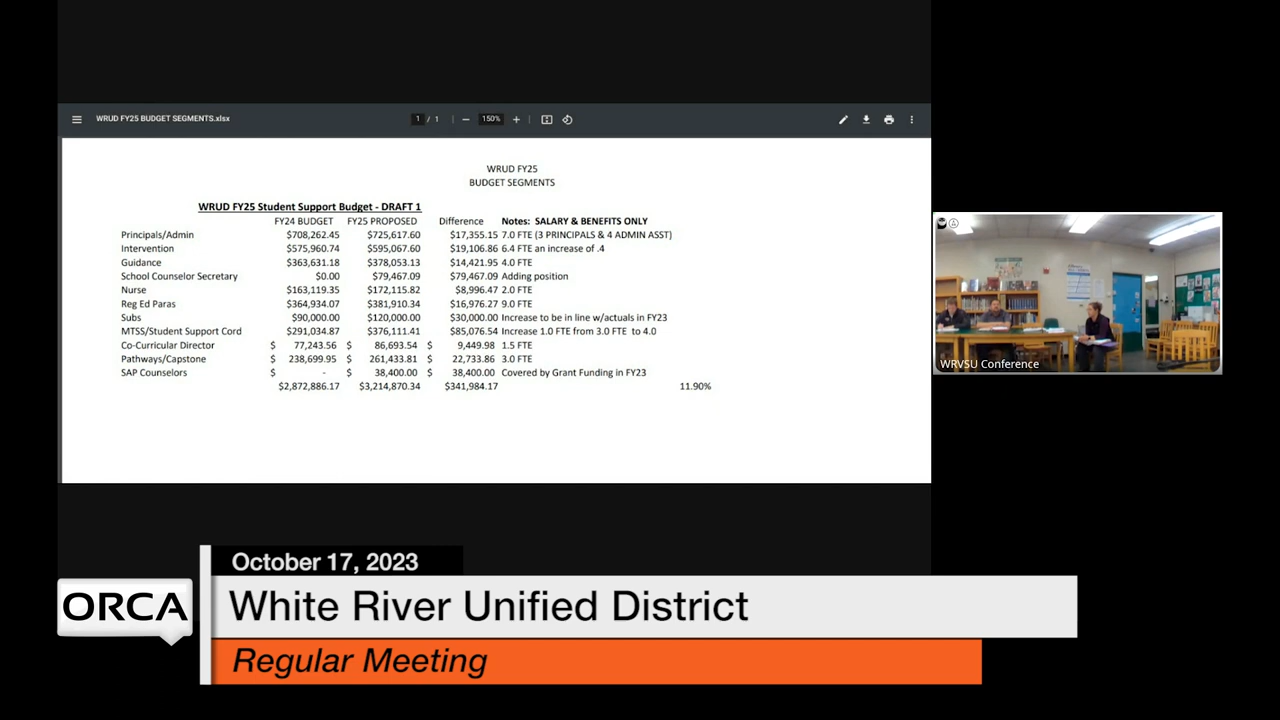 WRUD FY25 BUDGET SEGMENTS.xlsx 1 / 1 150%
WRUD FY25
BUDGET SEGMENTS
WRUD FY25 Student Support Budget - DRAFT 1
FY24 BUDGET FY25 PROPOSED Difference Notes: SALARY & BENEFITS ONLY
Principals/Admin $708,262.45 $725,617.60 $17,355.15 7.0 FTE (3 PRINCIPALS & 4 ADMIN ASST)
Intervention $575,960.74 $595,067.60 $19,106.86 6.4 FTE an increase of .4
Guidance $363,631.18 $378,053.13 $14,421.95 4.0 FTE
School Counselor Secretary $0.00 $79,467.09 $79,467.09 Adding position
Nurse $163,119.35 $172,115.82 $8,996.47 2.0 FTE
Reg Ed Paras $364,934.07 $381,910.34 $16,976.27 9.0 FTE
Subs $90,000.00 $120,000.00 $30,000.00 Increase to be in line w/actuals in FY23
MTSS/Student Support Cord $291,034.87 $376,111.41 $85,076.54 Increase 1.0 FTE from 3.0 FTE to 4.0
Co-Curricular Director $ 77,243.56 $ 86,693.54 $ 9,449.98 1.5 FTE
Pathways/Capstone $ 238,699.95 $ 261,433.81 $ 22,733.86 3.0 FTE
SAP Counselors $ - $ 38,400.00 $ 38,400.00 Covered by Grant Funding in FY23
$2,872,886.17 $3,214,870.34 $341,984.17 11.90%
WRVSU Conference
October 17, 2023
ORCA
White River Unified District
Regular Meeting